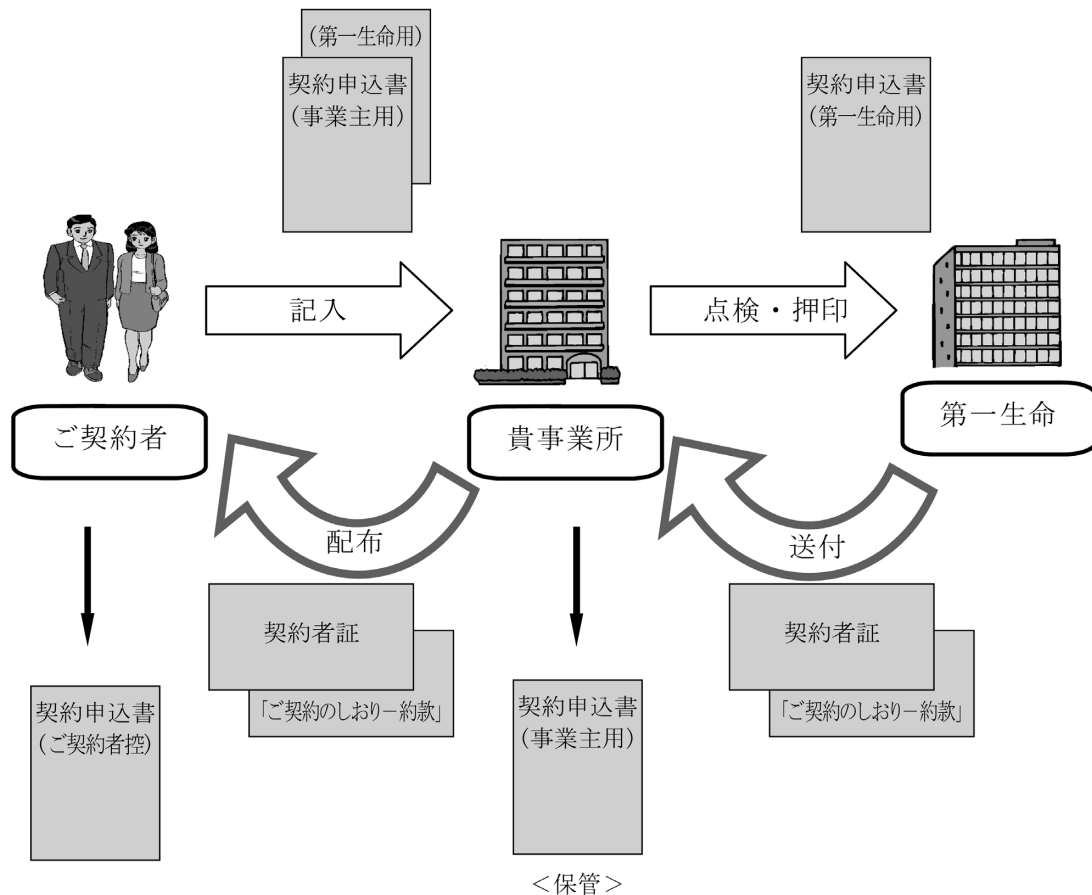 （第一生命用）
契約申込書
（事業主用）
契約申込書
（第一生命用）
記入
点検・押印
ご契約者
貴事業所
第一生命
配布
送付
契約者証
「ご契約のしおり－約款」
契約者証
「ご契約のしおり－約款」
契約申込書
（ご契約者控）
契約申込書
（事業主用）
＜保管＞